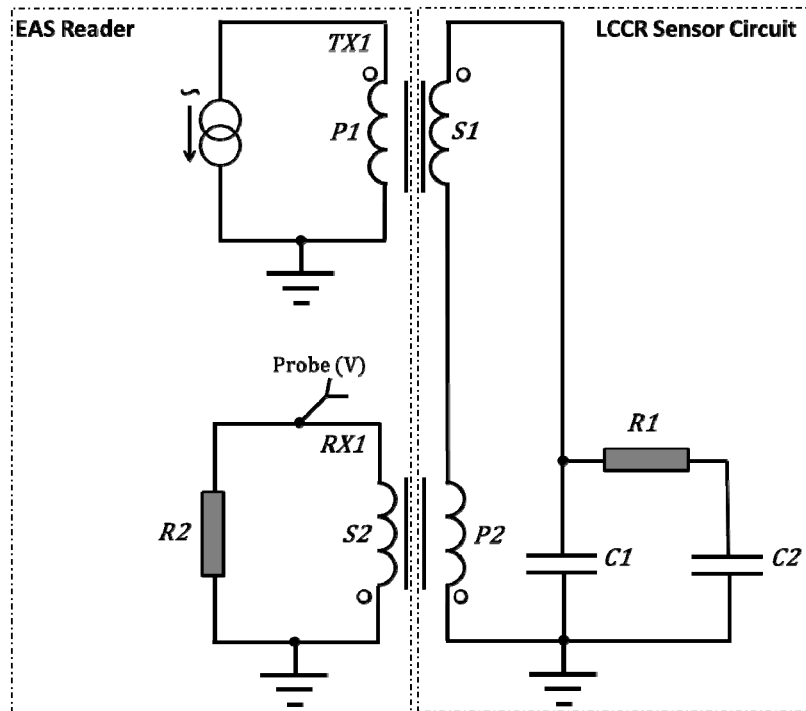 EAS Reader
LCCR Sensor Circuit
TX1
P1
S1
Probe (V)
RX1
R1
R2
S2
P2
C1
C2